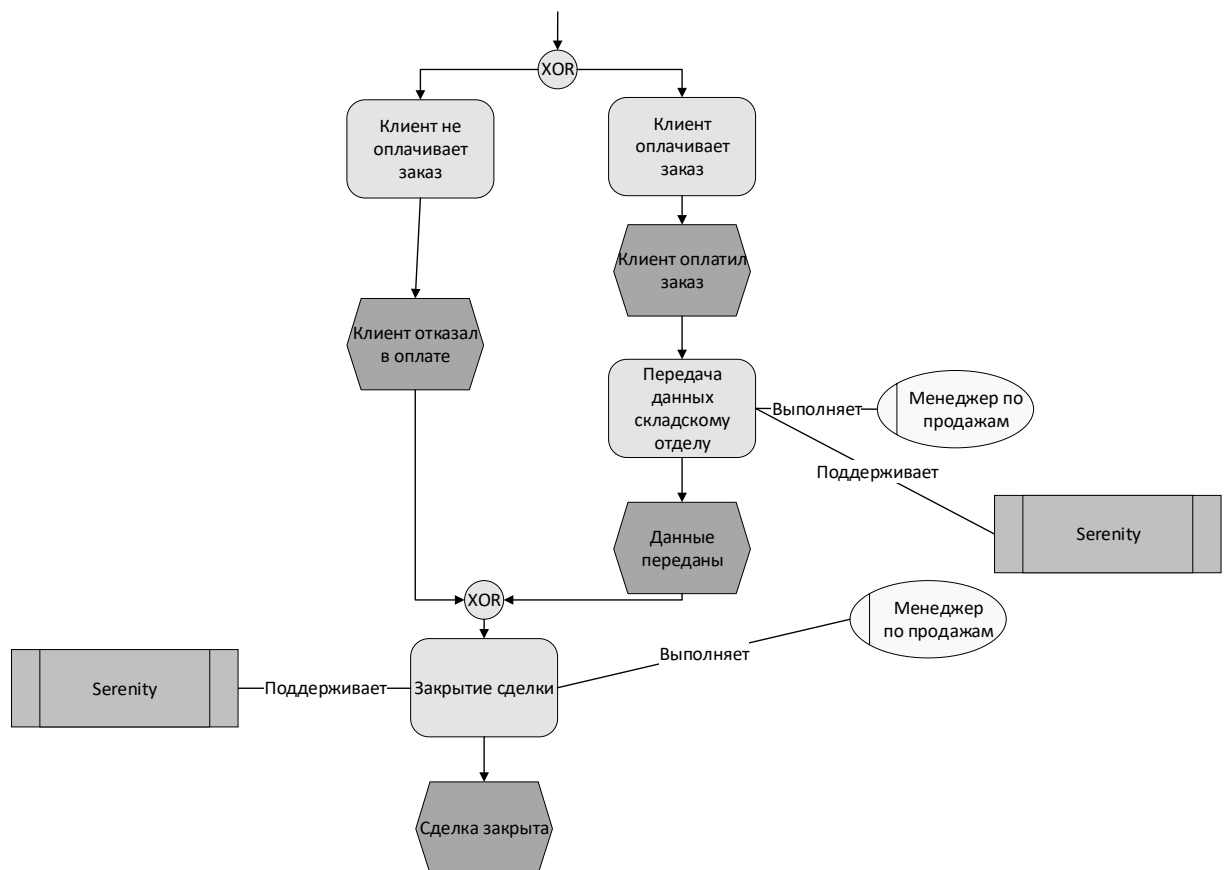 XOR
Клиент не
оплачивает
заказ
Клиент
оплачивает
заказ
Клиент оплатил
заказ
Клиент отказал
в оплате
Передача
данных
складскому
отделу
Выполняет
Менеджер по
продажам
Поддерживает
Serenity
Данные
переданы
XOR
Менеджер
по продажам
Выполняет
Serenity
Поддерживает
Закрытие сделки
Сделка закрыта